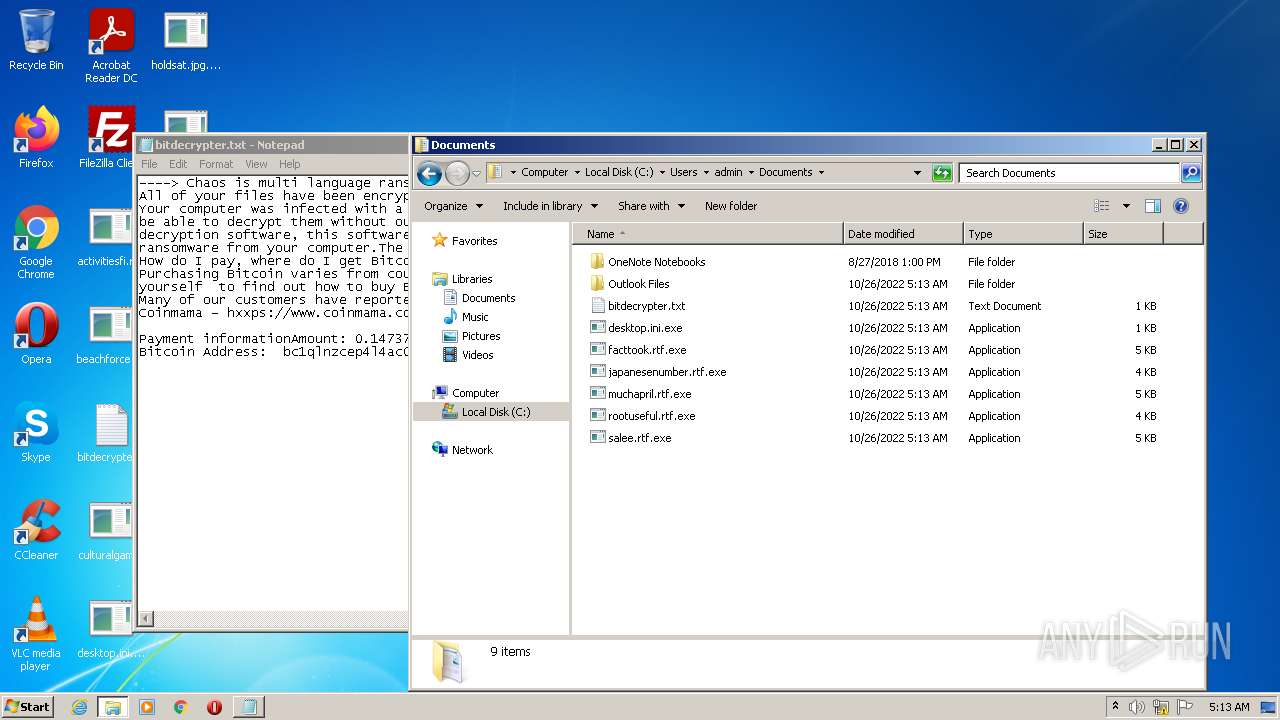 Recycle Bin
Acrobat
Reader DC
holdsat.jpg....
Firefox
FileZilla Clie
Google
Chrome
activitiesfi.r
Opera
beachforce
Skype
bitdecrypte
CCleaner
culturalgam
VLC media
player
desktop.ini....
bitdecrypter.txt - Notepad
File Edit Format View Help
----> Chaos is multi language rans
All of your files have been encryp
Your computer was infected with a
be able to decrypt them without ou
decryption software, this software
ransomware from your computer.The
How do I pay, where do I get Bitco
Purchasing Bitcoin varies from cou
yourself to find out how to buy B
Many of our customers have reporte
Coinmama - hxxps://www.coinmama.co
Payment informationAmount: 0.14737
Bitcoin Address: bc1qlnzcep4l4ac0
Documents
Computer Local Disk (C:) Users admin Documents
Search Documents
Organize Include in library Share with New folder
Favorites
Libraries
Documents
Music
Pictures
Videos
Computer
Local Disk (C:)
Network
Name Date modified Type Size
OneNote Notebooks 8/27/2018 1:00 PM File folder
Outlook Files 10/26/2022 5:13 AM File folder
bitdecrypter.txt 10/26/2022 5:13 AM Text Document 1 KB
desktop.ini.exe 10/26/2022 5:13 AM Application 1 KB
facttook.rtf.exe 10/26/2022 5:13 AM Application 5 KB
japanesenumber.rtf.exe 10/26/2022 5:13 AM Application 4 KB
muchapril.rtf.exe 10/26/2022 5:13 AM Application 5 KB
rootuseful.rtf.exe 10/26/2022 5:13 AM Application 4 KB
salee.rtf.exe 10/26/2022 5:13 AM Application 5 KB
9 items
ANY RUN
Start
5:13 AM